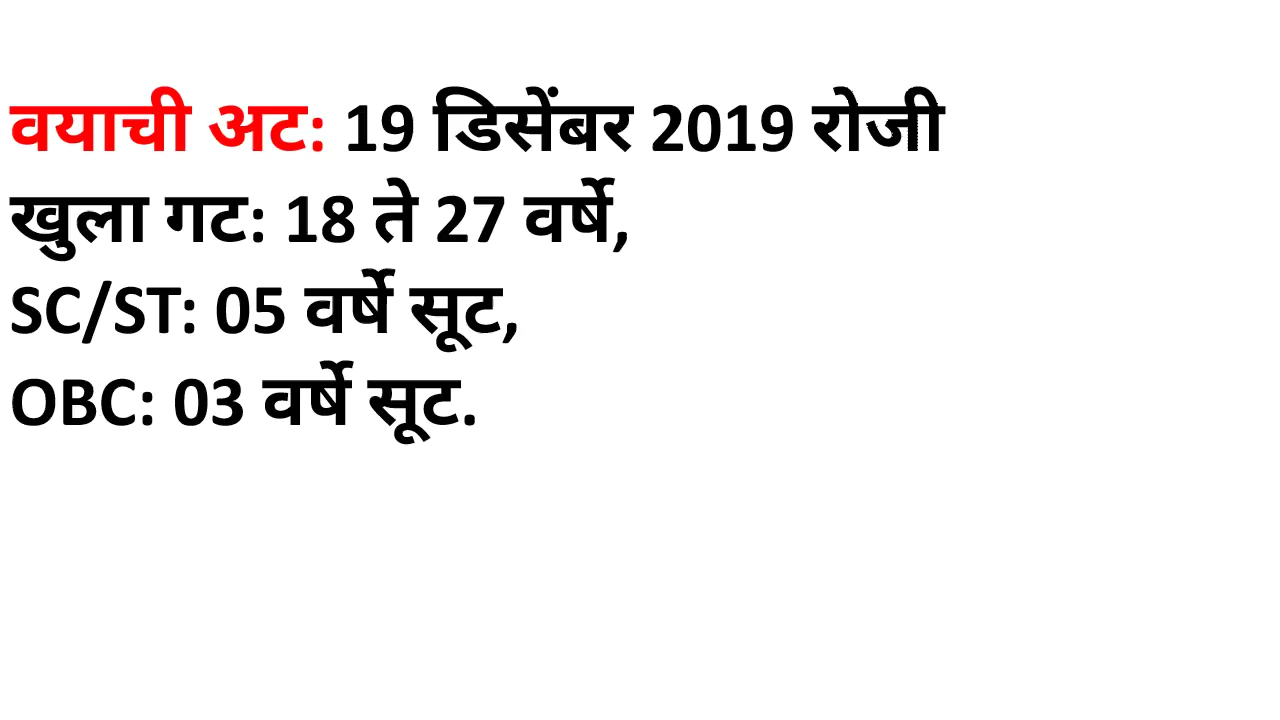 वयाची अट: 19 डिसेंबर 2019 रोजी
खुला गट: 18 ते 27 वर्षे,
SC/ST: 05 वर्षे सूट,
OBC: 03 वर्षे सूट.